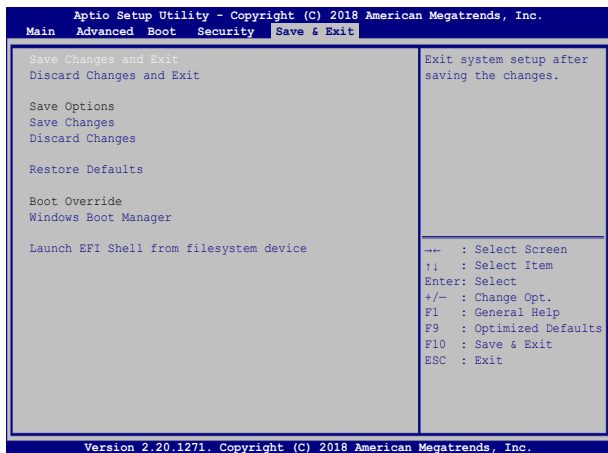 Aptio Setup Utility - Copyright (C) 2018 American Megatrends, Inc.
Main Advanced Boot Security Save & Exit
Save Changes and Exit
Discard Changes and Exit
Save Options
Save Changes
Discard Changes
Restore Defaults
Boot Override
Windows Boot Manager
Launch EFI Shell from filesystem device
Exit system setup after
saving the changes.
→← : Select Screen
↑↓ : Select Item
Enter: Select
+/— : Change Opt.
F1 : General Help
F9 : Optimized Defaults
F10 : Save & Exit
ESC : Exit
Version 2.20.1271. Copyright (C) 2018 American Megatrends, Inc.